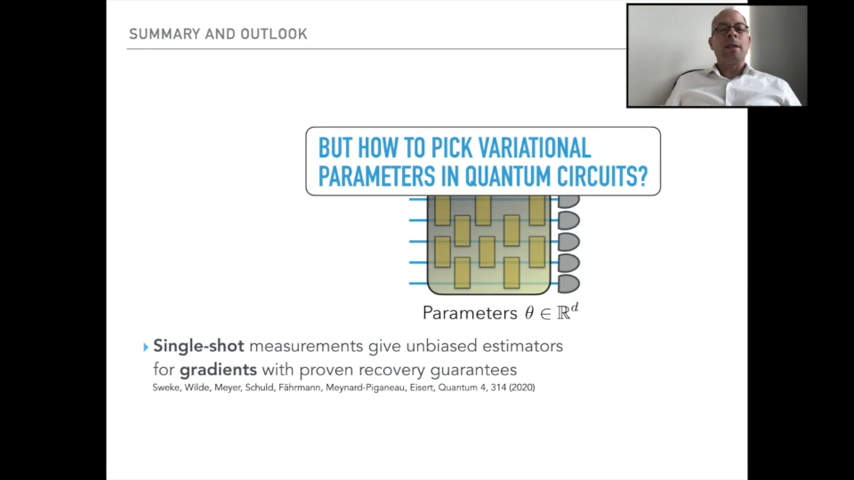 SUMMARY AND OUTLOOK
BUT HOW TO PICK VARIATIONAL
PARAMETERS IN QUANTUM CIRCUITS?
Parameters θ ∈ ℝᵈ
Single-shot measurements give unbiased estimators
for gradients with proven recovery guarantees
Sweke, Wilde, Meyer, Schuld, Fährmann, Meynard-Piganeau, Eisert, Quantum 4, 314 (2020)